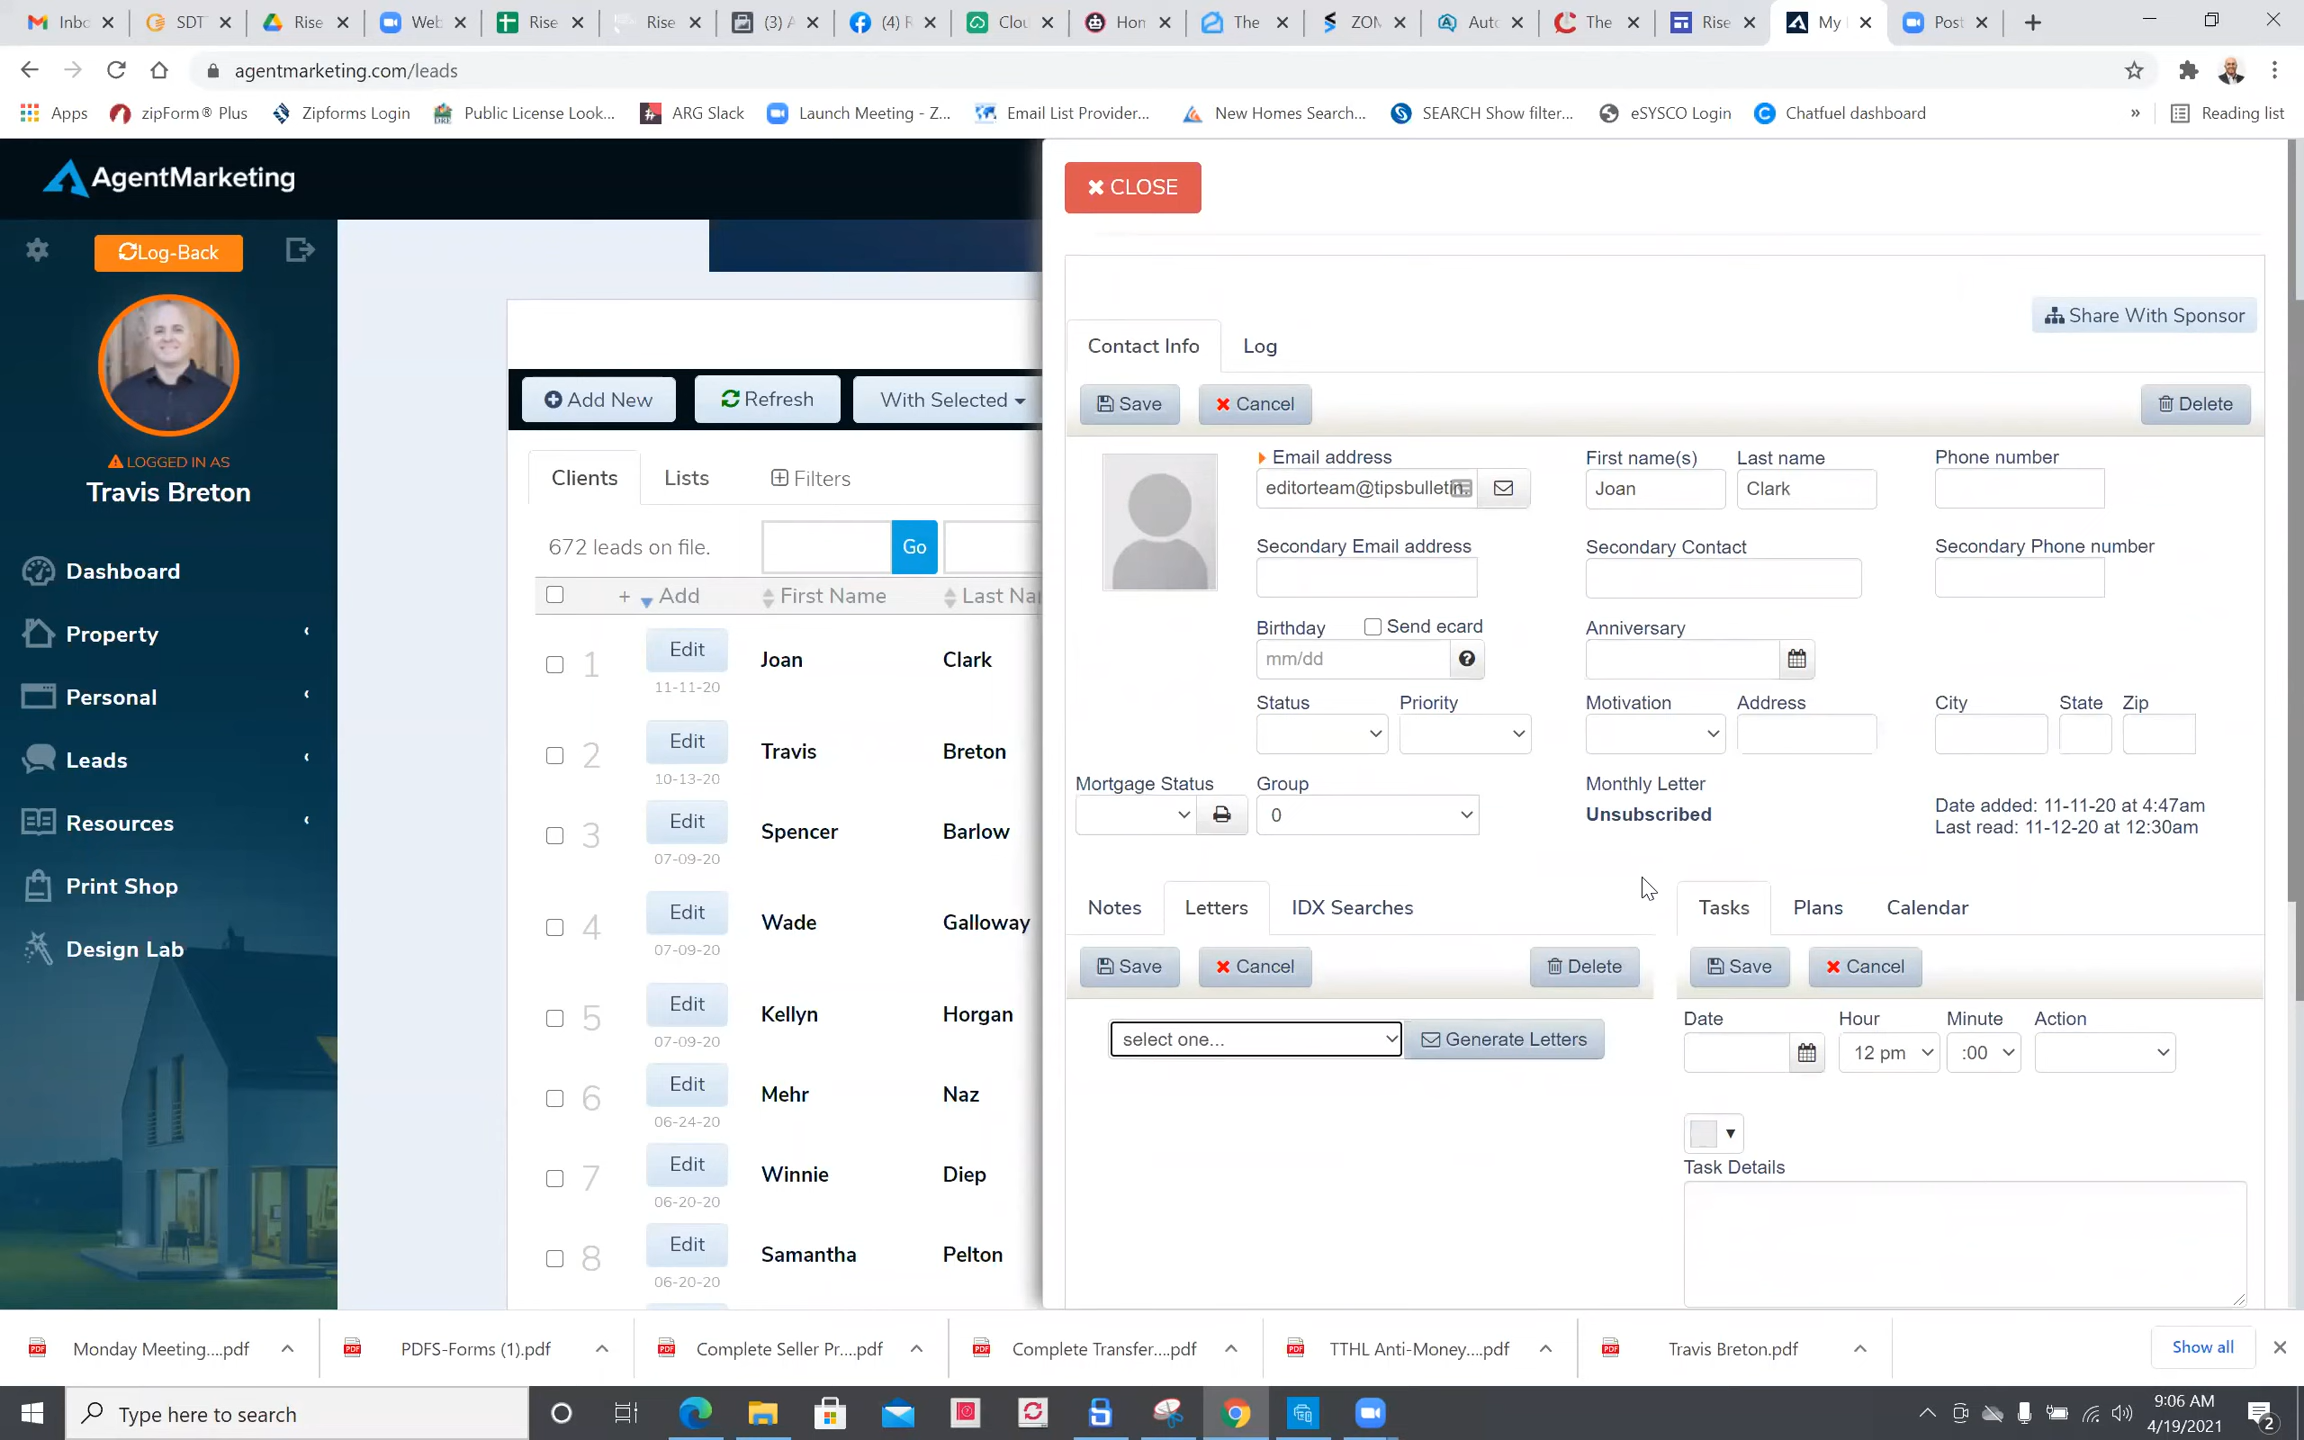 Inbo
SDT
Rise
Web
Rise
Rise
(3) A
(4) R
Clou
Hon
The
ZON
Auto
The
Rise
My
Post
agentmarketing.com/leads
Apps
zipForm® Plus
Zipforms Login
Public License Look...
ARG Slack
Launch Meeting - Z...
Email List Provider...
New Homes Search...
SEARCH Show filter...
eSYSCO Login
Chatfuel dashboard
»
Reading list
AgentMarketing
CLOSE
Log-Back
Share With Sponsor
Contact Info
Log
Add New
Refresh
With Selected
Save
Cancel
Delete
LOGGED IN AS
Travis Breton
Clients
Lists
Filters
672 leads on file.
Go
+ Add
First Name
Last Na
Email address
First name(s)
Last name
Phone number
editorteam@tipsbulletin.
Joan
Clark
Secondary Email address
Secondary Contact
Secondary Phone number
Birthday
Send ecard
Anniversary
mm/dd
Status
Priority
Motivation
Address
City
State
Zip
Mortgage Status
Group
Monthly Letter
0
Unsubscribed
Date added: 11-11-20 at 4:47am
Last read: 11-12-20 at 12:30am
Dashboard
Property
Personal
Leads
Resources
Print Shop
Design Lab
1 Edit Joan Clark
11-11-20
2 Edit Travis Breton
10-13-20
3 Edit Spencer Barlow
07-09-20
4 Edit Wade Galloway
07-09-20
5 Edit Kellyn Horgan
07-09-20
6 Edit Mehr Naz
06-24-20
7 Edit Winnie Diep
06-20-20
8 Edit Samantha Pelton
06-20-20
Notes
Letters
IDX Searches
Tasks
Plans
Calendar
Save
Cancel
Delete
Save
Cancel
select one...
Generate Letters
Date
Hour
Minute
Action
12 pm
:00
Task Details
Monday Meeting....pdf
PDFS-Forms (1).pdf
Complete Seller Pr....pdf
Complete Transfer....pdf
TTHL Anti-Money....pdf
Travis Breton.pdf
Show all
Type here to search
9:06 AM
4/19/2021
2